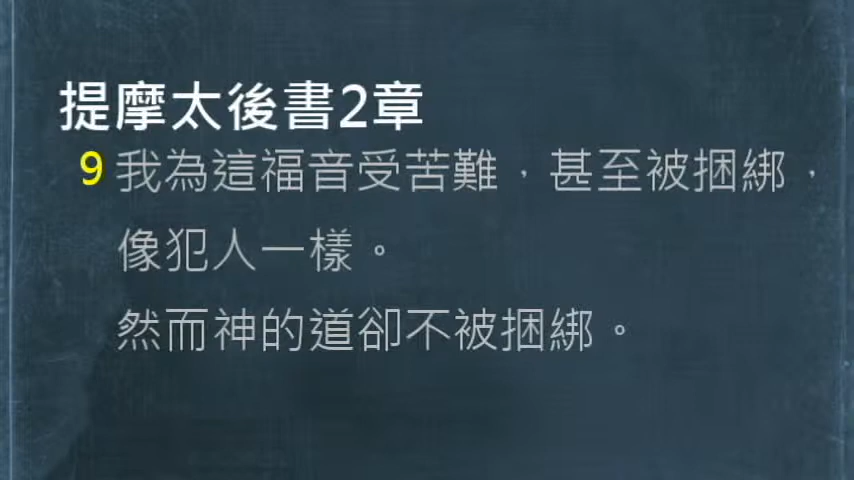 提摩太後書2章
9 我為這福音受苦難，甚至被捆綁，
像犯人一樣。
然而神的道卻不被捆綁。